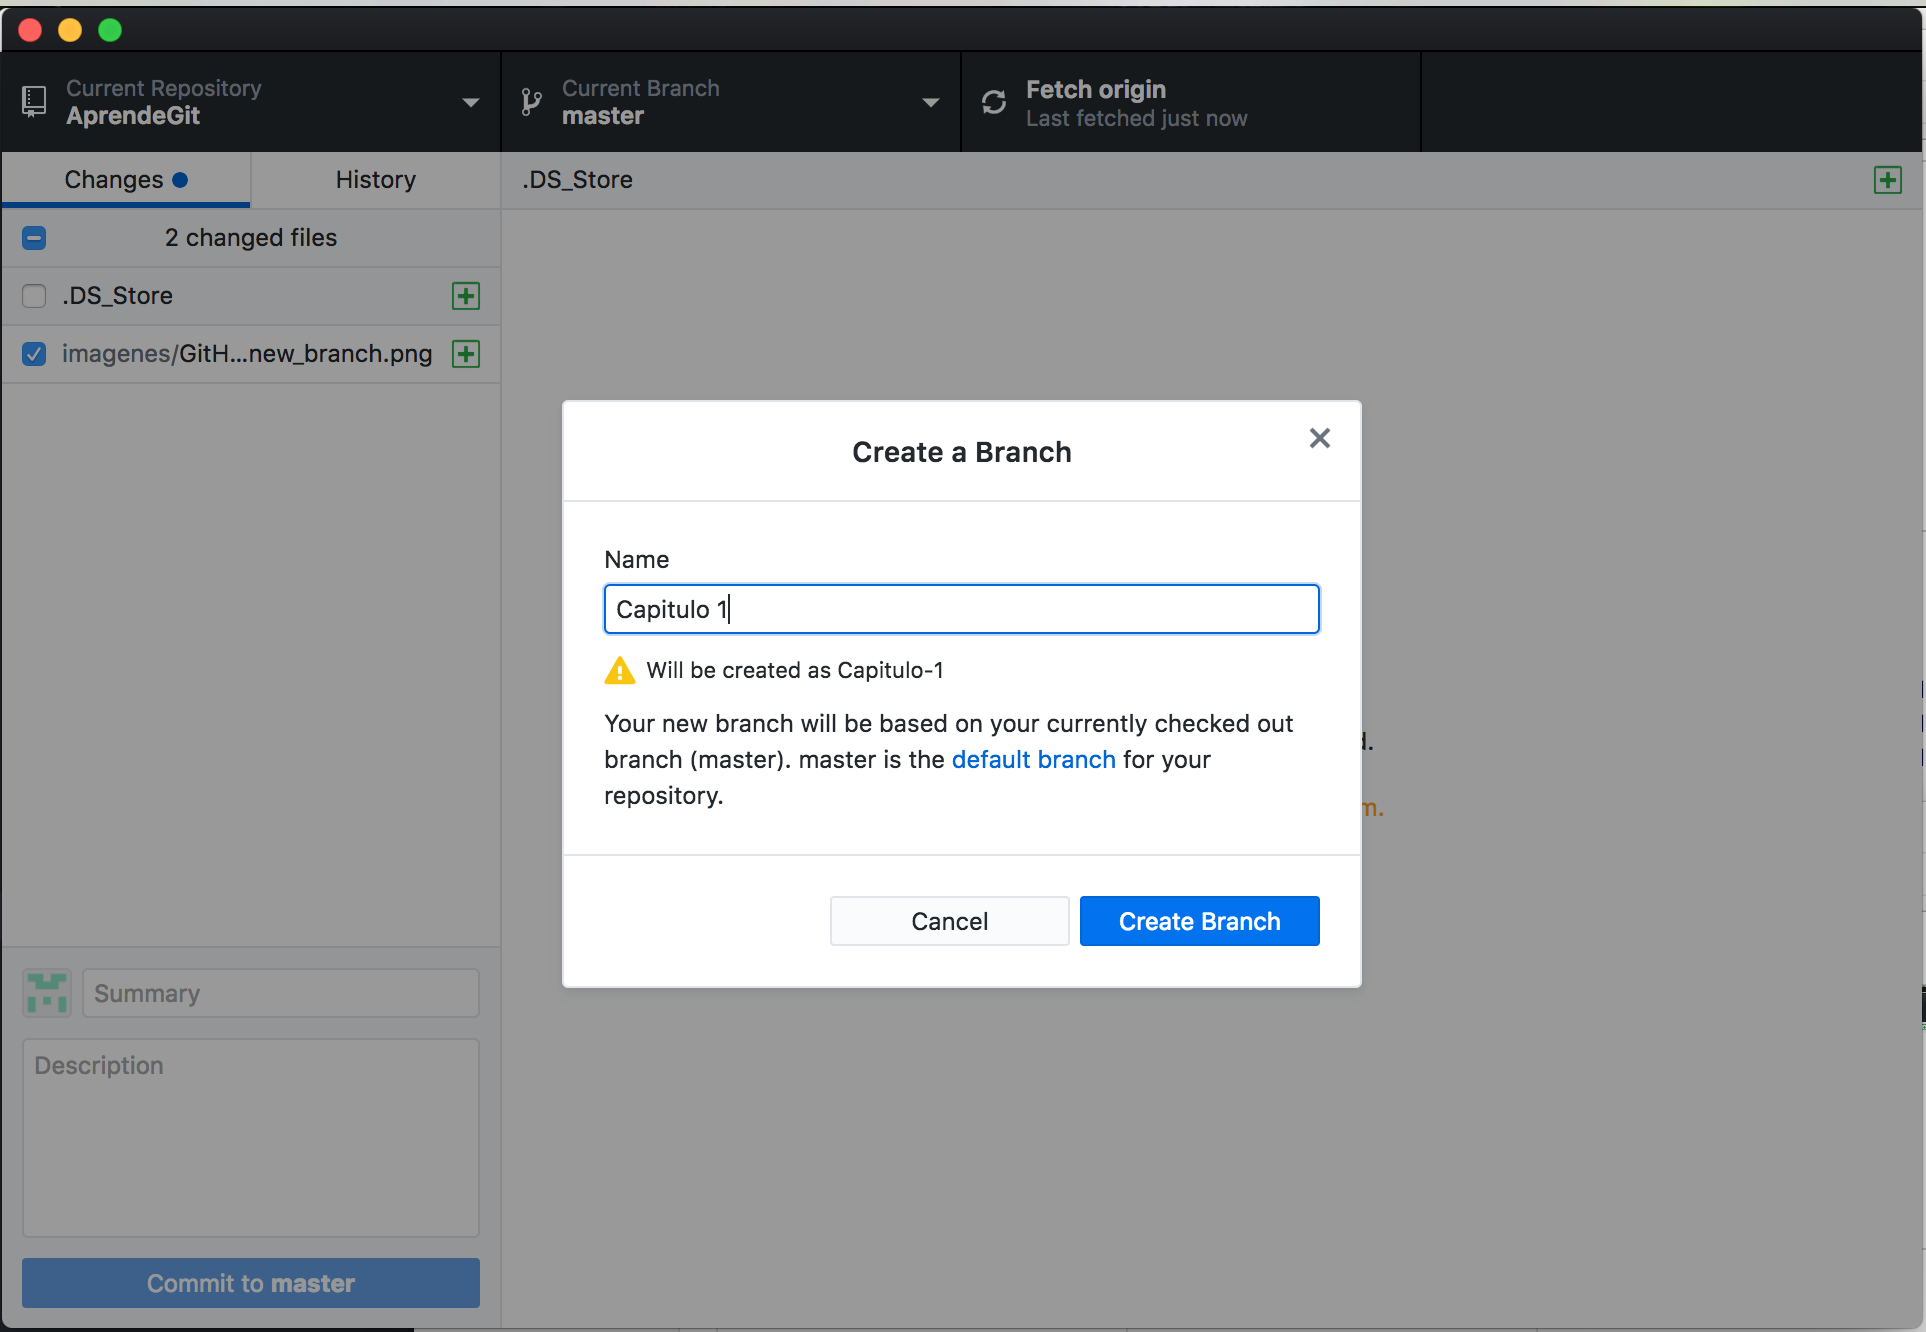 Current Repository
AprendeGit
Current Branch
master
Fetch origin
Last fetched just now
Changes
History
.DS_Store
2 changed files
.DS_Store
imagenes/GitH...new_branch.png
Create a Branch
Name
Capitulo 1
Will be created as Capitulo-1
Your new branch will be based on your currently checked out
branch (master). master is the default branch for your
repository.
d.
m.
Cancel
Create Branch
Summary
Description
Commit to master